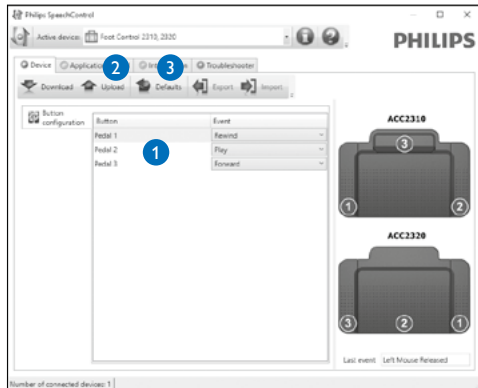 Philips SpeechControl
Active device: Foot Control 2310, 2320
PHILIPS
Device Application 2 Int 3 n Troubleshooter
Download Upload Defaults Export Import
Button configuration
Button Event
Pedal 1 Rewind
Pedal 2 Play
Pedal 3 Forward
1
ACC2310
3
1 2
ACC2320
3 2 1
Last event Left Mouse Released
Number of connected devices: 1